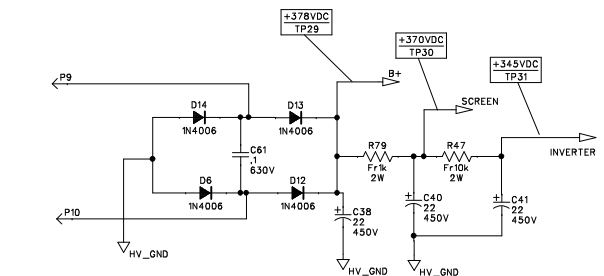 +378VDC
TP29
+370VDC
TP30
+345VDC
TP31
P9
B+
SCREEN
INVERTER
D14
1N4006
D13
1N4006
C61
.1
630V
R79
Fr1k
2W
R47
Fr10k
2W
D6
1N4006
D12
1N4006
P10
+
C38
22
450V
+
C40
22
450V
+
C41
22
450V
HV_GND
HV_GND
HV_GND